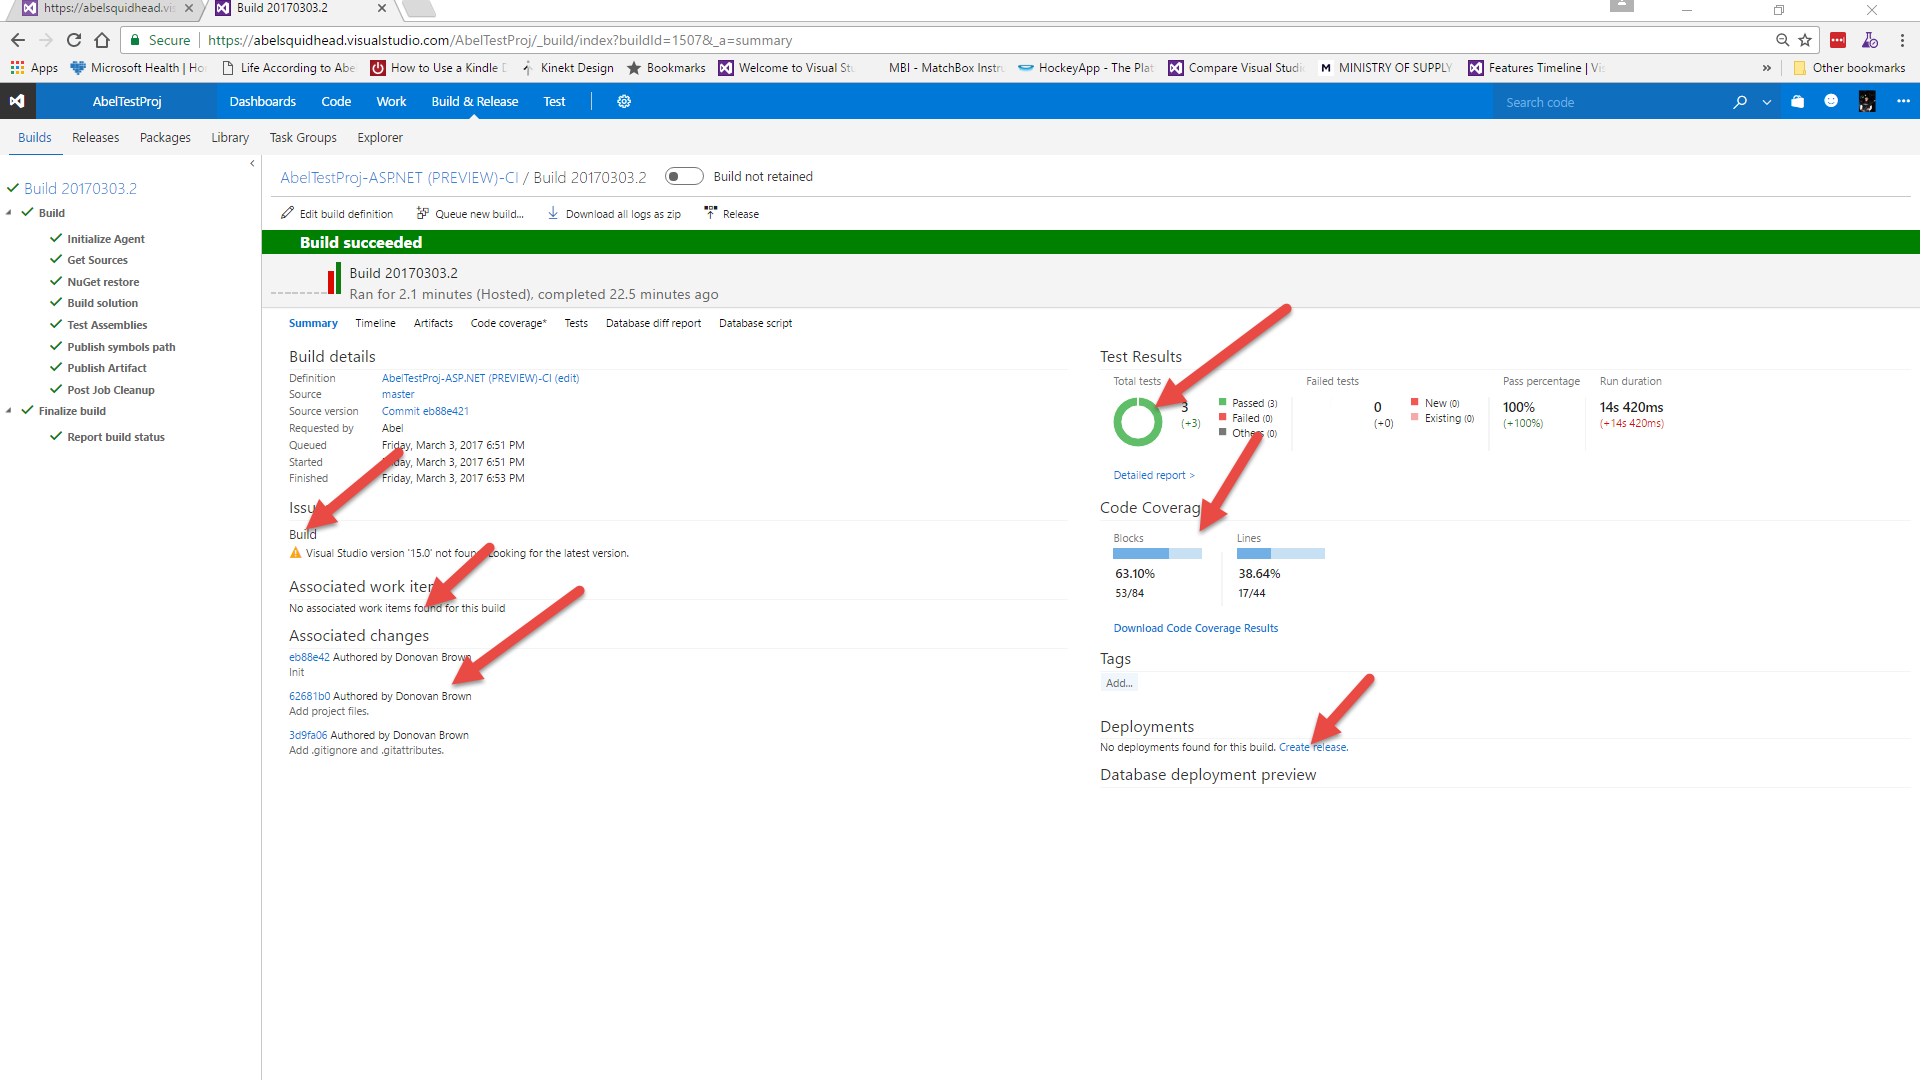 https://abelsquidhead.vis
Build 20170303.2
Secure
https://abelsquidhead.visualstudio.com/AbelTestProj/_build/index?buildId=1507&_a=summary
Apps
Microsoft Health | Ho
Life According to Abe
How to Use a Kindle D
Kinekt Design
Bookmarks
Welcome to Visual Stu
MBI - MatchBox Instru
HockeyApp - The Plat
Compare Visual Studio
M MINISTRY OF SUPPLY
Features Timeline | Vis
»
Other bookmarks
AbelTestProj
Dashboards
Code
Work
Build & Release
Test
Search code
Builds
Releases
Packages
Library
Task Groups
Explorer
Build 20170303.2
Build
Initialize Agent
Get Sources
NuGet restore
Build solution
Test Assemblies
Publish symbols path
Publish Artifact
Post Job Cleanup
Finalize build
Report build status
AbelTestProj-ASP.NET (PREVIEW)-CI / Build 20170303.2
Build not retained
Edit build definition
Queue new build...
Download all logs as zip
Release
Build succeeded
Build 20170303.2
Ran for 2.1 minutes (Hosted), completed 22.5 minutes ago
Summary
Timeline
Artifacts
Code coverage*
Tests
Database diff report
Database script
Build details
Definition AbelTestProj-ASP.NET (PREVIEW)-CI (edit)
Source master
Source version Commit eb88e421
Requested by Abel
Queued Friday, March 3, 2017 6:51 PM
Started Friday, March 3, 2017 6:51 PM
Finished Friday, March 3, 2017 6:53 PM
Issu
Build
Visual Studio version '15.0' not found. Looking for the latest version.
Associated work item
No associated work items found for this build
Associated changes
eb88e42 Authored by Donovan Brown
Init
62681b0 Authored by Donovan Brown
Add project files.
3d9fa06 Authored by Donovan Brown
Add .gitignore and .gitattributes.
Test Results
Total tests
3
(+3)
Passed (3)
Failed (0)
Others (0)
Failed tests
0
(+0)
New (0)
Existing (0)
Pass percentage
100%
(+100%)
Run duration
14s 420ms
(+14s 420ms)
Detailed report >
Code Coverag
Blocks
63.10%
53/84
Lines
38.64%
17/44
Download Code Coverage Results
Tags
Add...
Deployments
No deployments found for this build. Create release.
Database deployment preview